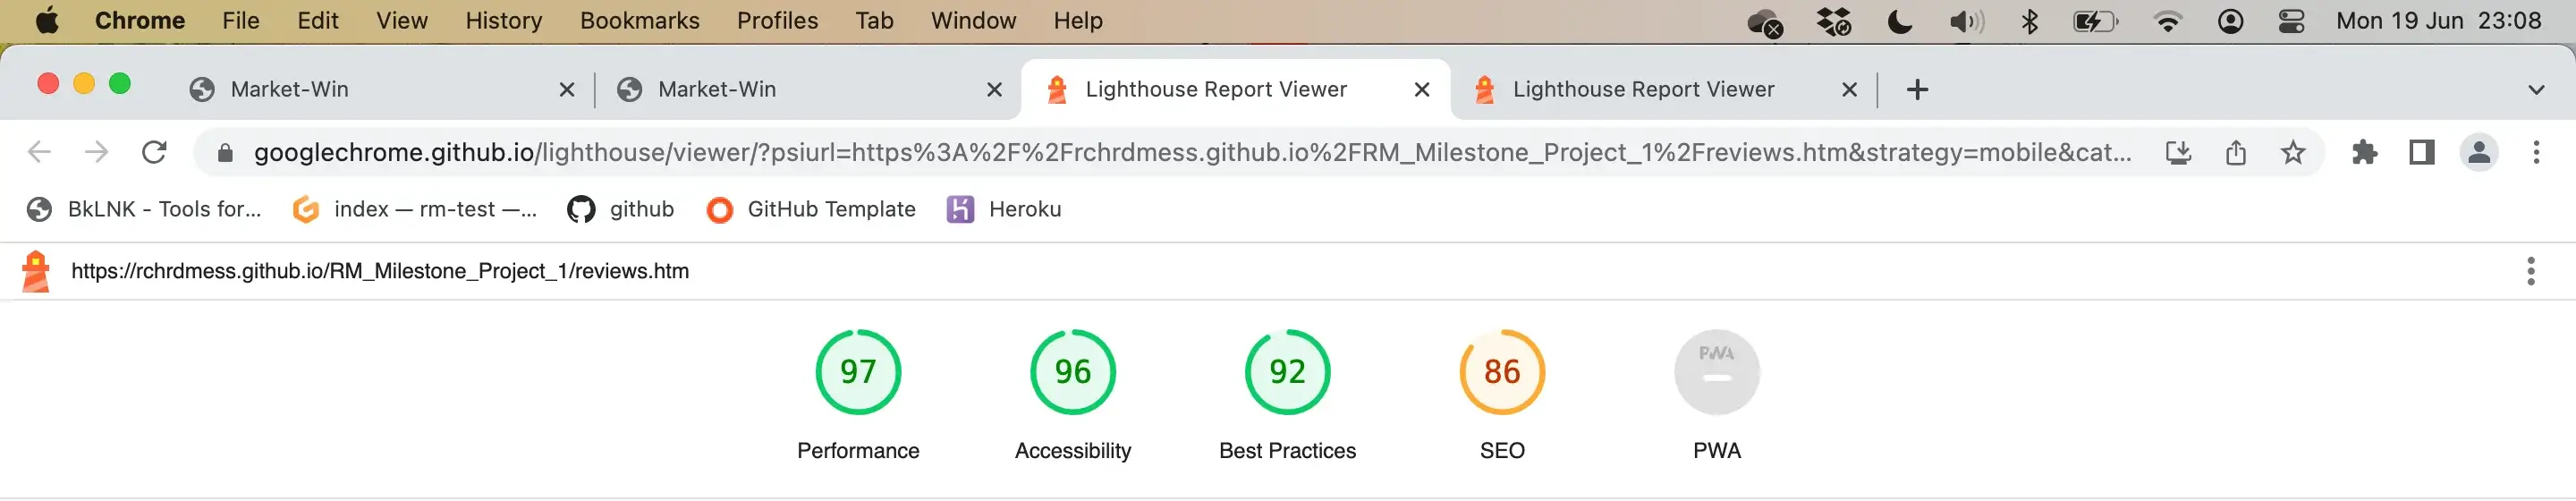 Chrome File Edit View History Bookmarks Profiles Tab Window Help Mon 19 Jun 23:08
Market-Win Market-Win Lighthouse Report Viewer Lighthouse Report Viewer
googlechrome.github.io/lighthouse/viewer/?psiurl=https%3A%2F%2Frchrdmess.github.io%2FRM_Milestone_Project_1%2Freviews.htm&strategy=mobile&cat...
BkLNK - Tools for... index — rm-test —... github GitHub Template Heroku
https://rchrdmess.github.io/RM_Milestone_Project_1/reviews.htm
97 96 92 86 PWA
Performance Accessibility Best Practices SEO PWA